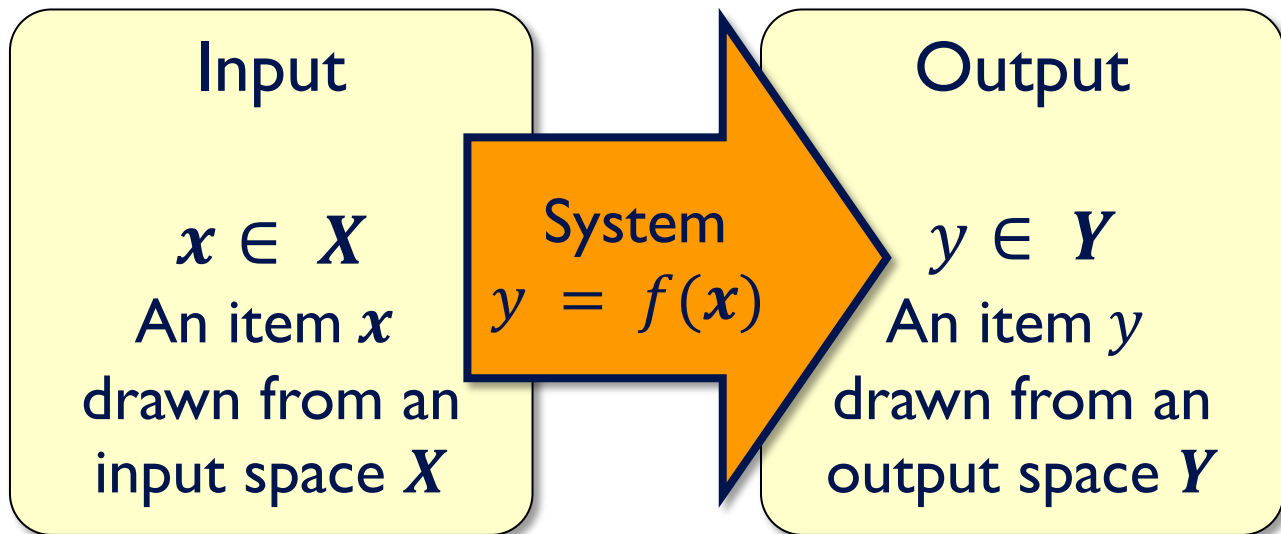 Input
x ∈ X
An item x
drawn from an
input space X
System
y = f(x)
Output
y ∈ Y
An item y
drawn from an
output space Y